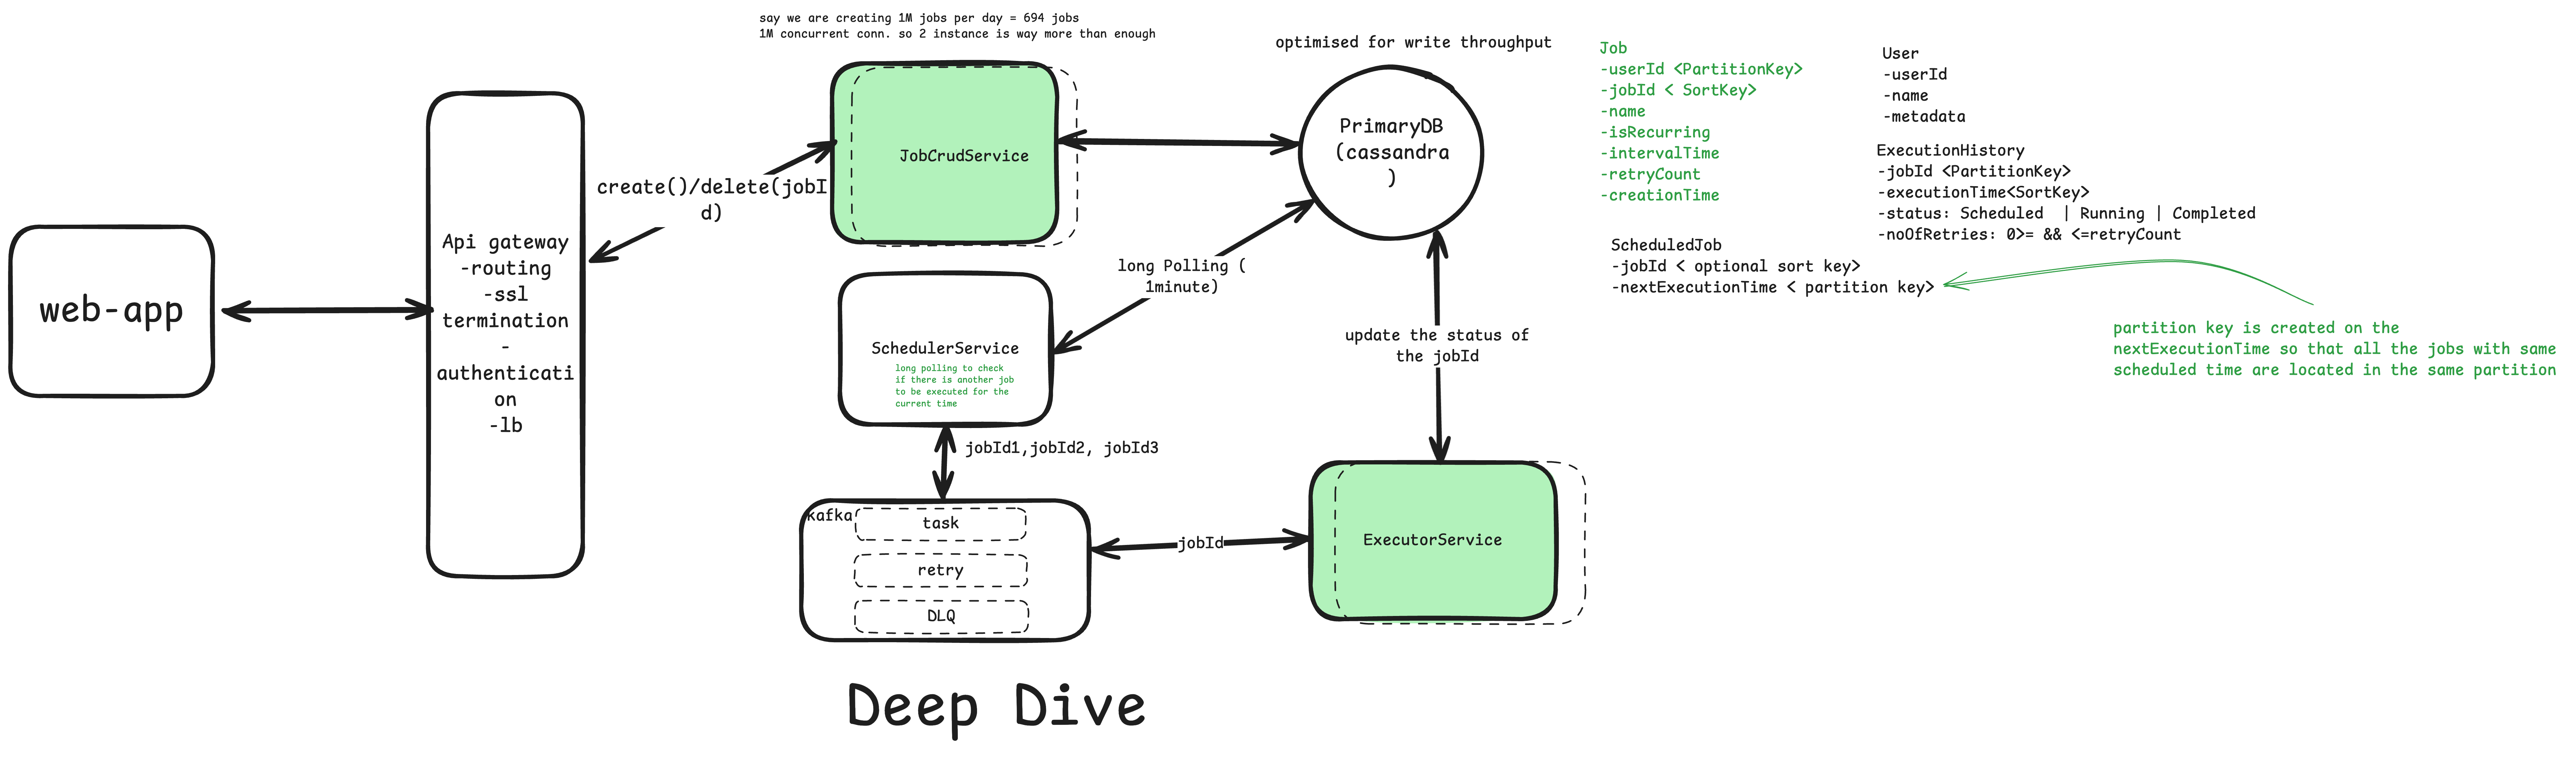 say we are creating 1M jobs per day = 694 jobs
1M concurrent conn. so 2 instance is way more than enough
web-app
Api gateway
-routing
-ssl
termination
-
authenticati
on
-lb
create()/delete(jobI
d)
JobCrudService
optimised for write throughput
PrimaryDB
(cassandra
)
long Polling (
1minute)
SchedulerService
long polling to check
if there is another job
to be executed for the
current time
jobId1,jobId2, jobId3
kafka
task
retry
DLQ
jobId
ExecutorService
update the status of
the jobId
Job
-userId <PartitionKey>
-jobId < SortKey>
-name
-isRecurring
-intervalTime
-retryCount
-creationTime
User
-userId
-name
-metadata
ExecutionHistory
-jobId <PartitionKey>
-executionTime<SortKey>
-status: Scheduled | Running | Completed
-noOfRetries: 0>= && <=retryCount
ScheduledJob
-jobId < optional sort key>
-nextExecutionTime < partition key>
partition key is created on the
nextExecutionTime so that all the jobs with same
scheduled time are located in the same partition
Deep Dive